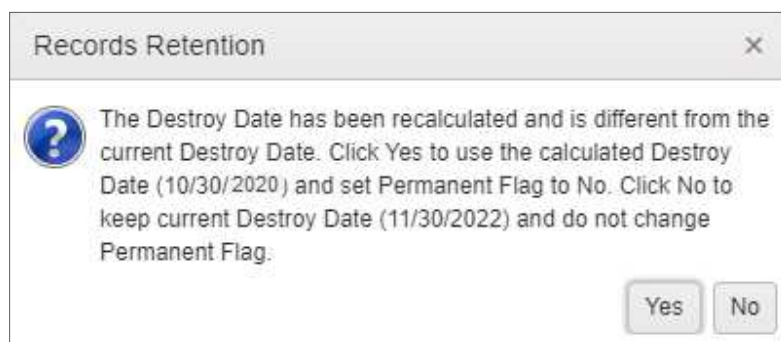 Records Retention ×
The Destroy Date has been recalculated and is different from the
current Destroy Date. Click Yes to use the calculated Destroy
Date (10/30/2020) and set Permanent Flag to No. Click No to
keep current Destroy Date (11/30/2022) and do not change
Permanent Flag.
Yes No